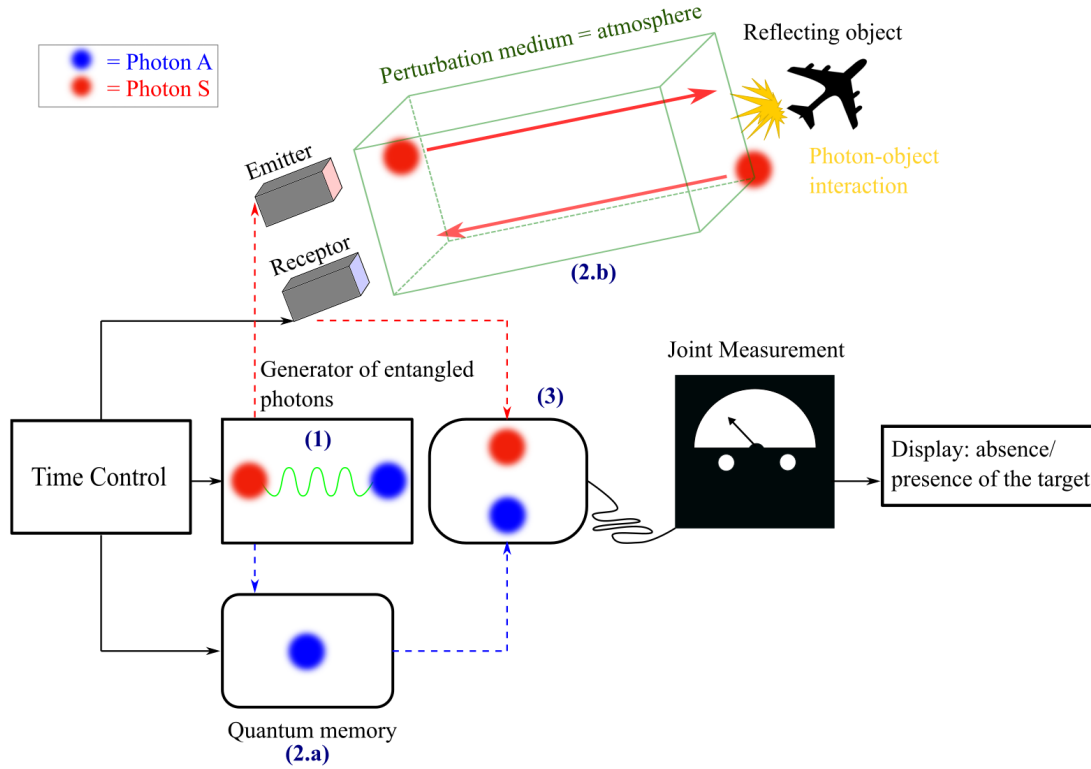 = Photon A
= Photon S
Perturbation medium = atmosphere
Reflecting object
Photon-object
interaction
Emitter
Receptor
(2.b)
Generator of entangled
photons
(1)
(3)
Joint Measurement
Time Control
Display: absence/
presence of the target
Quantum memory
(2.a)